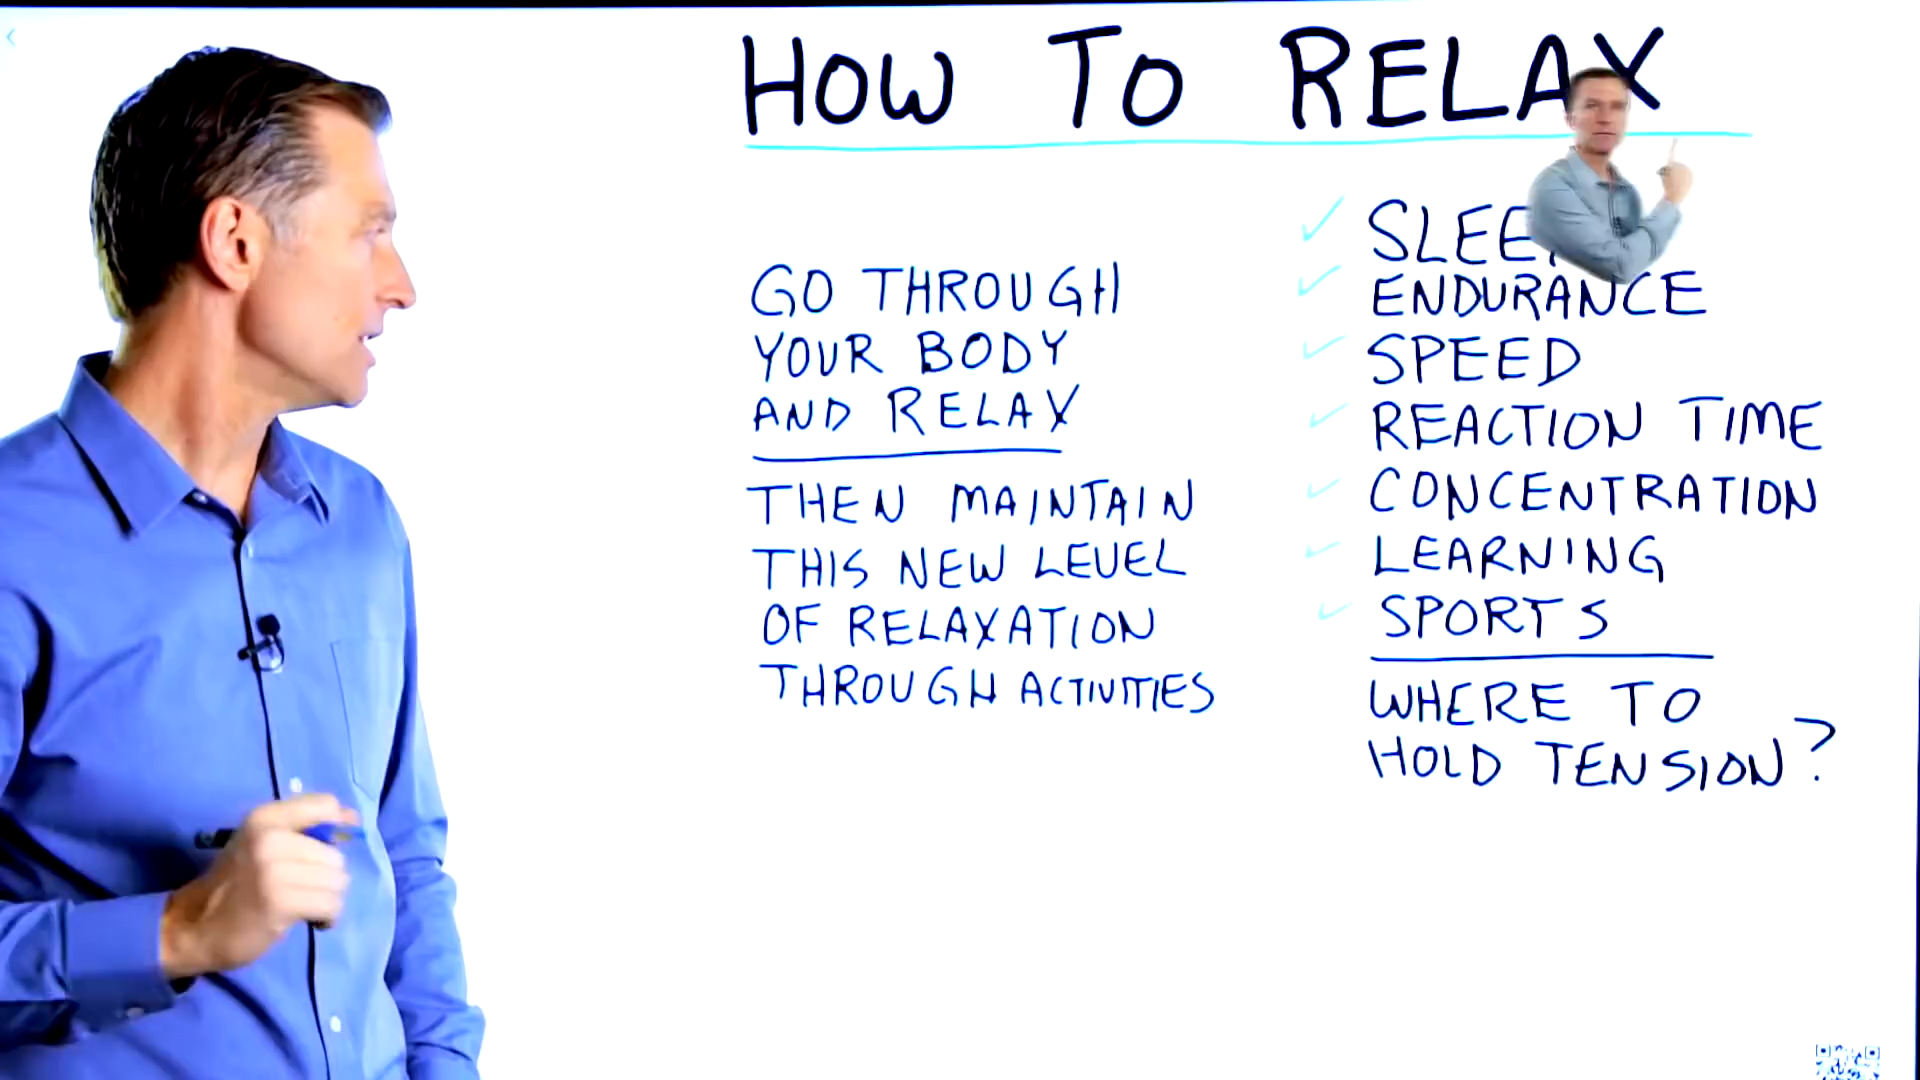 HOW TO RELAX
GO THROUGH
YOUR BODY
AND RELAX
THEN MAINTAIN
THIS NEW LEVEL
OF RELAXATION
THROUGH ACTIVITIES
ENDURANCE
SPEED
REACTION TIME
CONCENTRATION
LEARNING
SPORTS
WHERE TO
HOLD TENSION?